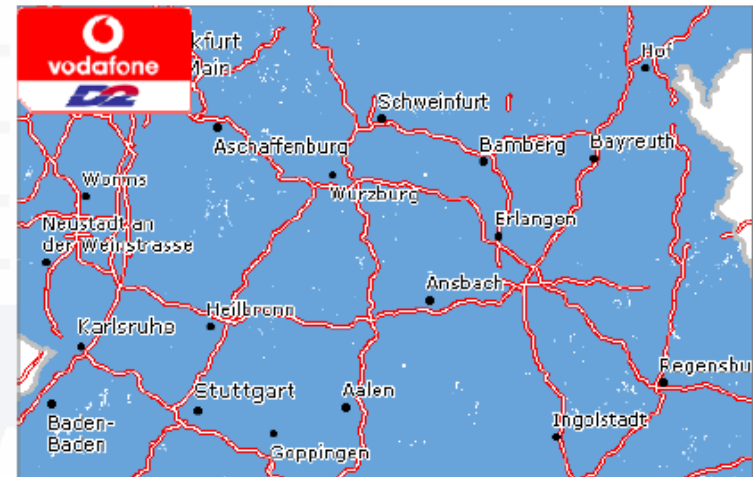 vodafone
D2
kfurt
Main
Hof
Schweinfurt
Aschaffenburg
Bamberg
Bayreuth
Worms
Würzburg
Neustadt an
der Weinstrasse
Erlangen
Ansbach
Heilbronn
Karlsruhe
Regensbu
Stuttgart
Aalen
Baden-
Baden
Ingolstadt
Goppingen